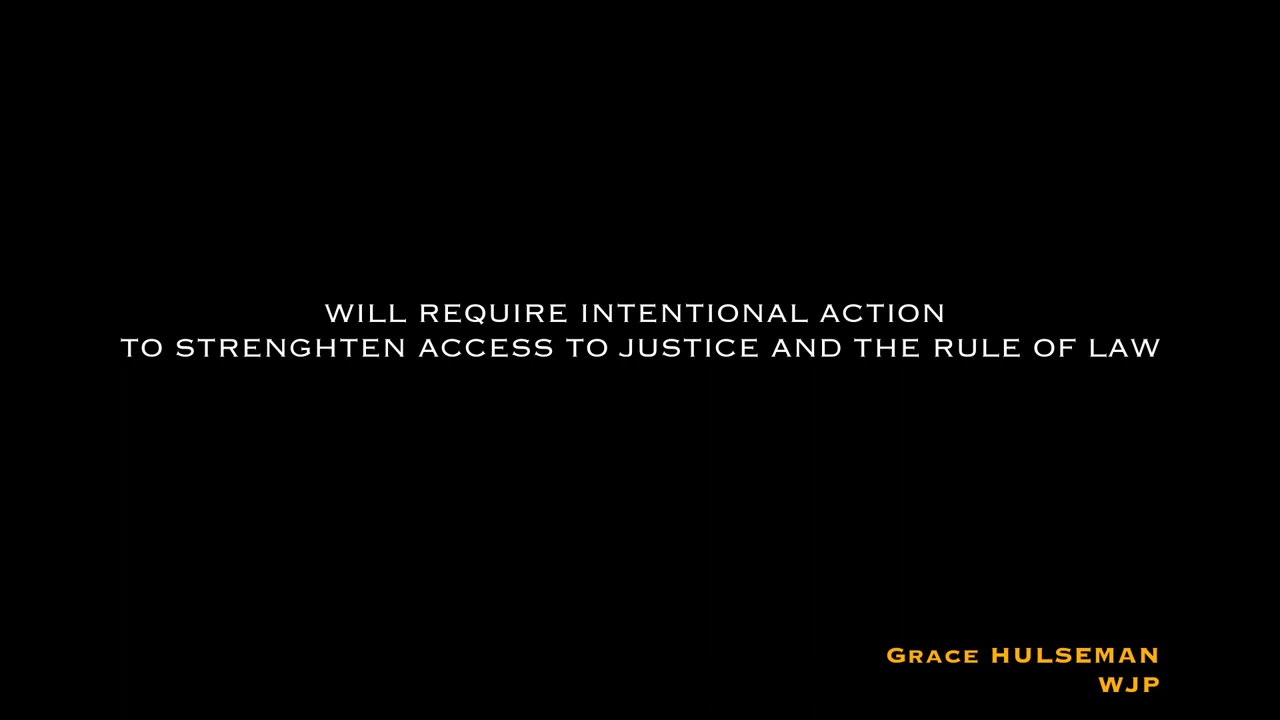 WILL REQUIRE INTENTIONAL ACTION
TO STRENGHTEN ACCESS TO JUSTICE AND THE RULE OF LAW
Grace HULSEMAN
WJP